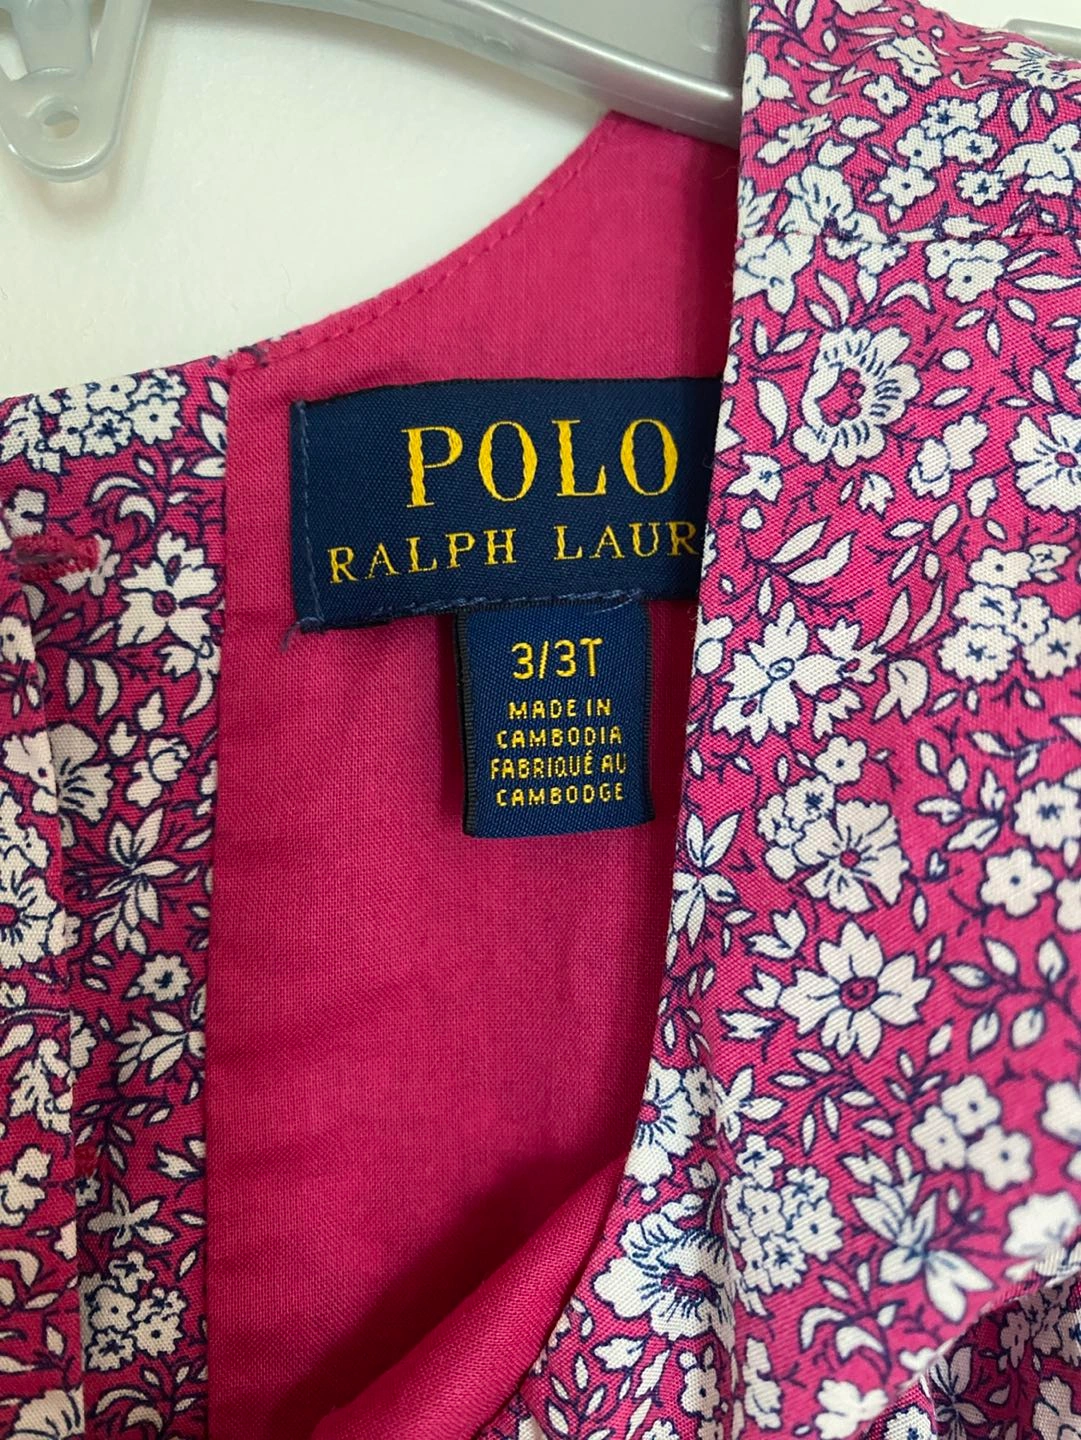 POLO
RALPH LAUR
3/3T
MADE IN
CAMBODIA
FABRIQUÉ AU
CAMBODGE